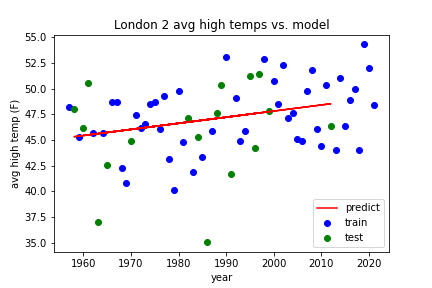 London 2 avg high temps vs. model
avg high temp (F)
55.0
52.5
50.0
47.5
45.0
42.5
40.0
37.5
35.0
1960
1970
1980
1990
2000
2010
2020
year
predict
train
test